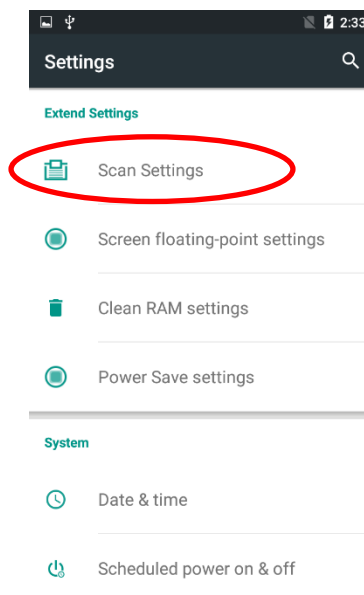 2:33
Settings
Extend Settings
Scan Settings
Screen floating-point settings
Clean RAM settings
Power Save settings
System
Date & time
Scheduled power on & off